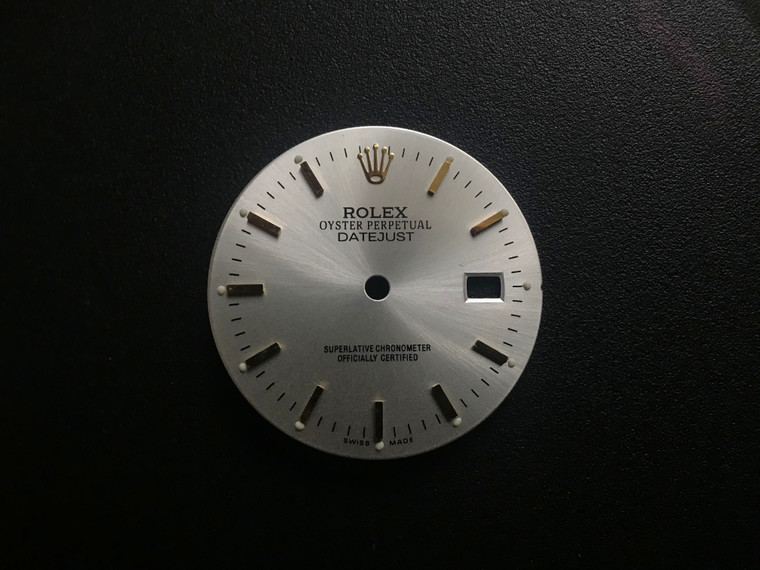 ROLEX
OYSTER PERPETUAL
DATEJUST
SUPERLATIVE CHRONOMETER
OFFICIALLY CERTIFIED
SWISS MADE